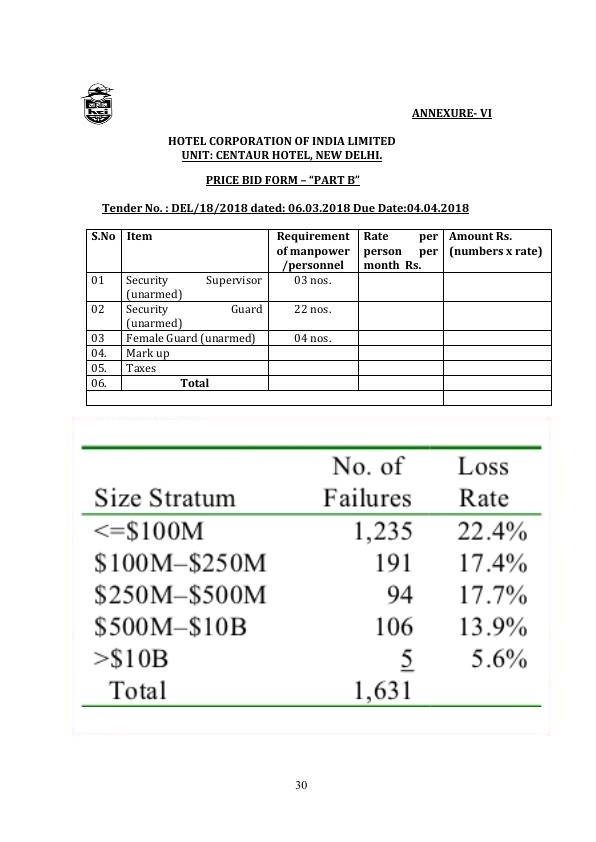 ANNEXURE- VI
HOTEL CORPORATION OF INDIA LIMITED
UNIT: CENTAUR HOTEL, NEW DELHI.
PRICE BID FORM – “PART B”
Tender No. : DEL/18/2018 dated: 06.03.2018 Due Date:04.04.2018
S.No Item Requirement of manpower /personnel Rate per person per month Rs. Amount Rs. (numbers x rate)
01 Security Supervisor (unarmed) 03 nos.
02 Security Guard (unarmed) 22 nos.
03 Female Guard (unarmed) 04 nos.
04. Mark up
05. Taxes
06. Total
Size Stratum No. of Failures Loss Rate
<=$100M 1,235 22.4%
$100M–$250M 191 17.4%
$250M–$500M 94 17.7%
$500M–$10B 106 13.9%
>$10B 5 5.6%
Total 1,631
30